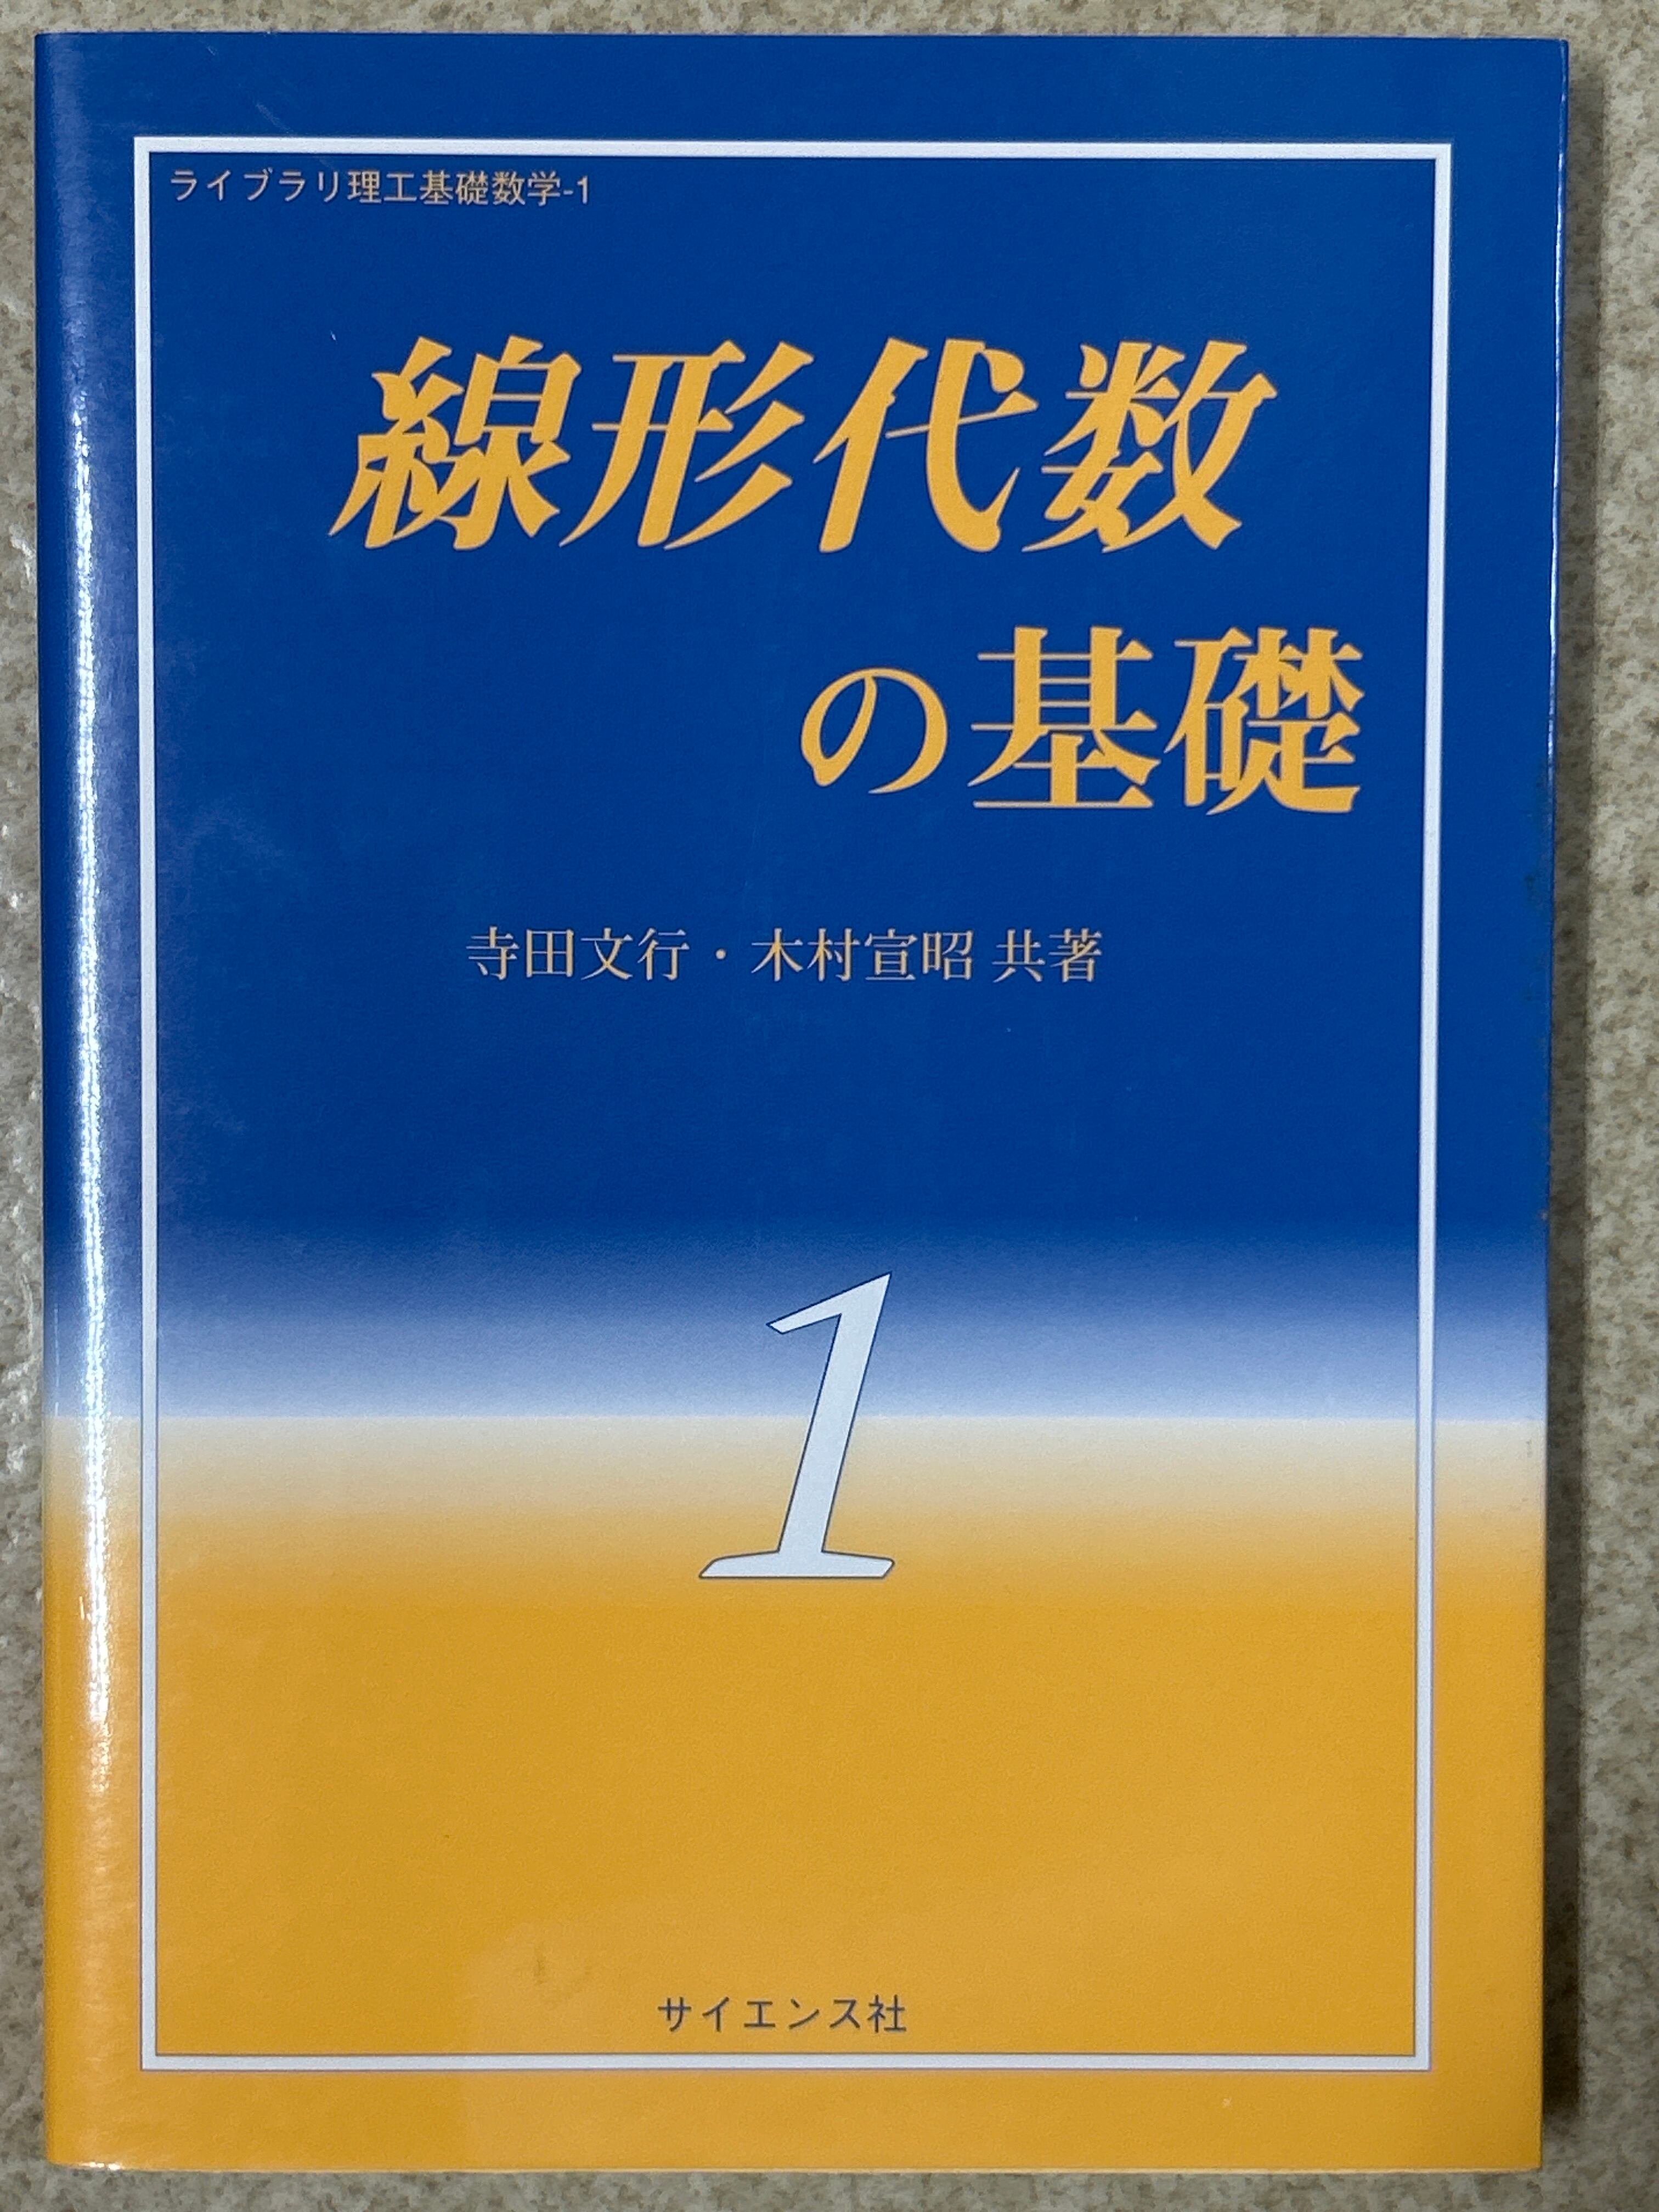 ライブラリ理工基礎数学-1
線形代数
の基礎
寺田文行・木村宣昭 共著
1
サイエンス社